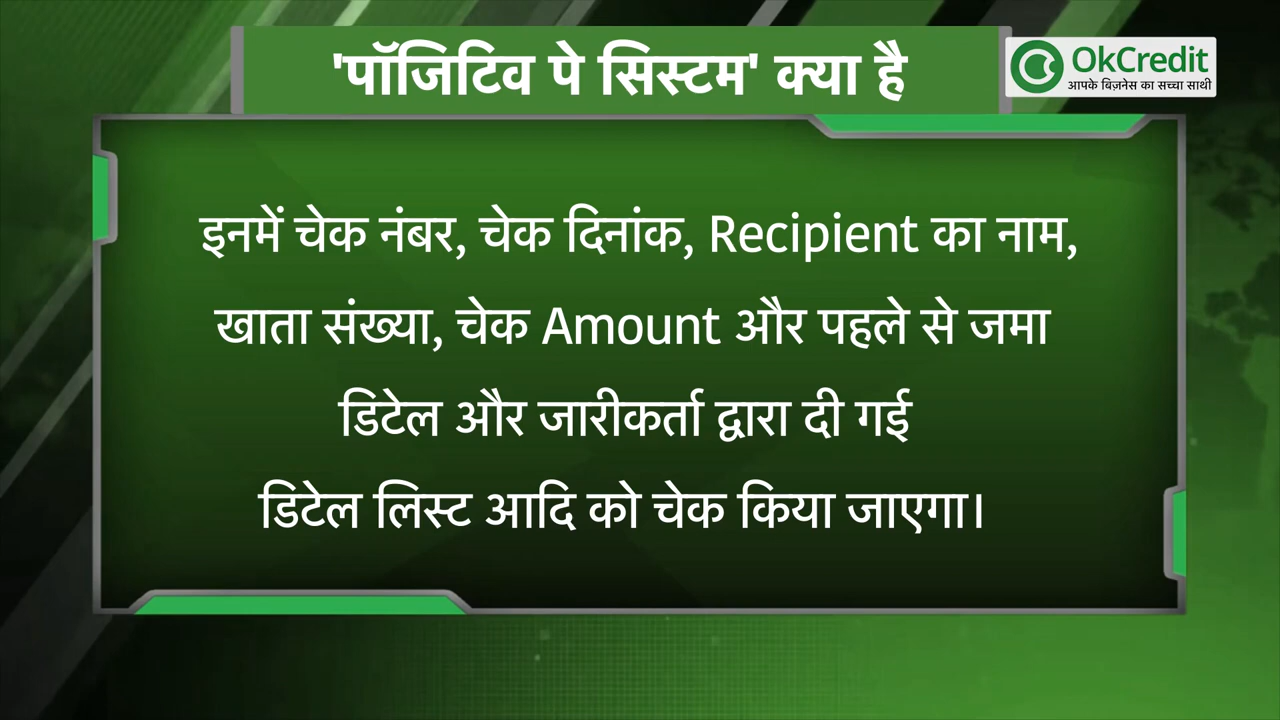 'पॉजिटिव पे सिस्टम' क्या है
OkCredit
आपके बिज़नेस का सच्चा साथी
इनमें चेक नंबर, चेक दिनांक, Recipient का नाम,
खाता संख्या, चेक Amount और पहले से जमा
डिटेल और जारीकर्ता द्वारा दी गई
डिटेल लिस्ट आदि को चेक किया जाएगा।